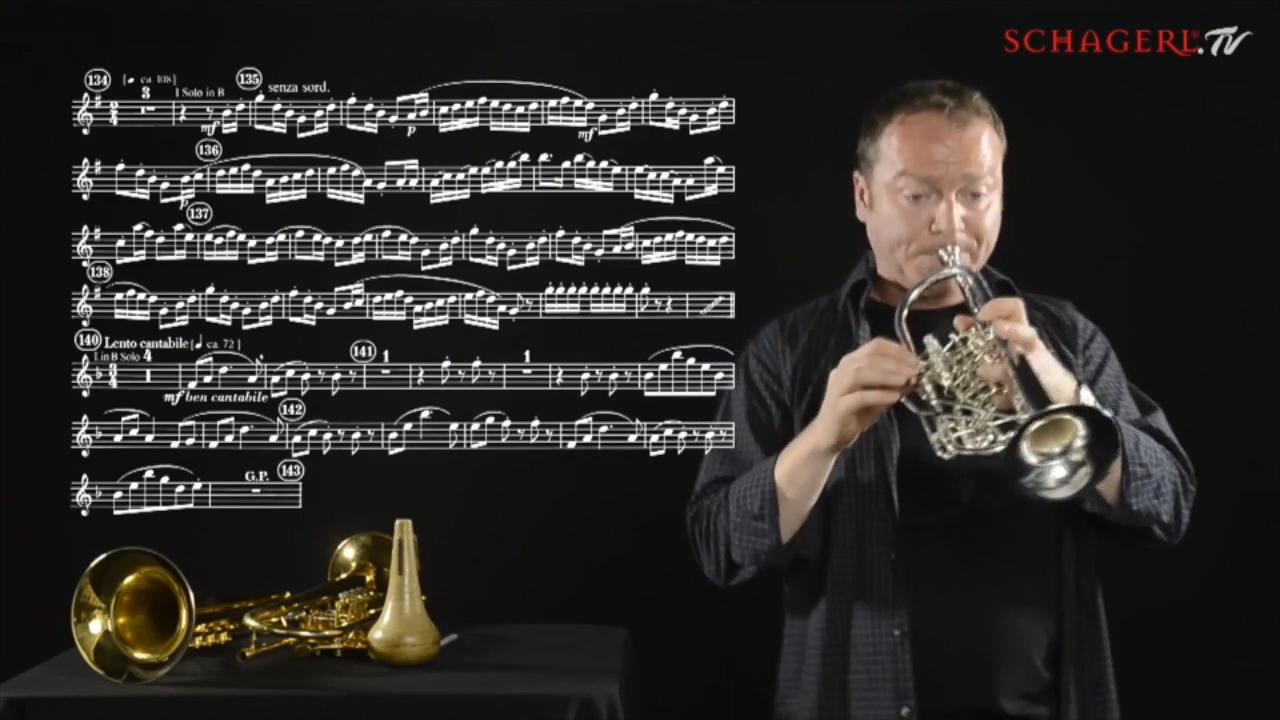 SCHAGERL.TV
134 [ ca. 108] 135
3 I Solo in B senza sord.
mf p mf
136
p
137
138
140 Lento cantabile [ ca. 72 ] 141
I.in B Solo 4 1 1
mf ben cantabile
142
G.P. 143